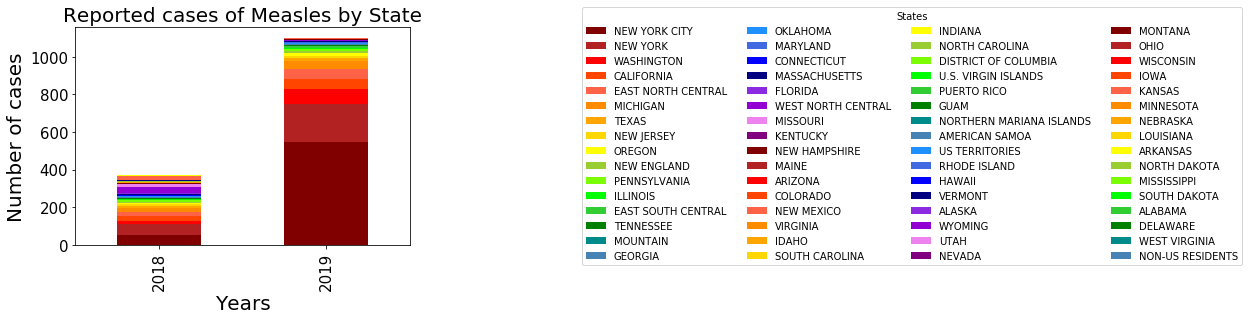 Reported cases of Measles by State
Number of cases
1000
800
600
400
200
0
2018
2019
Years
States
NEW YORK CITY
NEW YORK
WASHINGTON
CALIFORNIA
EAST NORTH CENTRAL
MICHIGAN
TEXAS
NEW JERSEY
OREGON
NEW ENGLAND
PENNSYLVANIA
ILLINOIS
EAST SOUTH CENTRAL
TENNESSEE
MOUNTAIN
GEORGIA
OKLAHOMA
MARYLAND
CONNECTICUT
MASSACHUSETTS
FLORIDA
WEST NORTH CENTRAL
MISSOURI
KENTUCKY
NEW HAMPSHIRE
MAINE
ARIZONA
COLORADO
NEW MEXICO
VIRGINIA
IDAHO
SOUTH CAROLINA
INDIANA
NORTH CAROLINA
DISTRICT OF COLUMBIA
U.S. VIRGIN ISLANDS
PUERTO RICO
GUAM
NORTHERN MARIANA ISLANDS
AMERICAN SAMOA
US TERRITORIES
RHODE ISLAND
HAWAII
VERMONT
ALASKA
WYOMING
UTAH
NEVADA
MONTANA
OHIO
WISCONSIN
IOWA
KANSAS
MINNESOTA
NEBRASKA
LOUISIANA
ARKANSAS
NORTH DAKOTA
MISSISSIPPI
SOUTH DAKOTA
ALABAMA
DELAWARE
WEST VIRGINIA
NON-US RESIDENTS